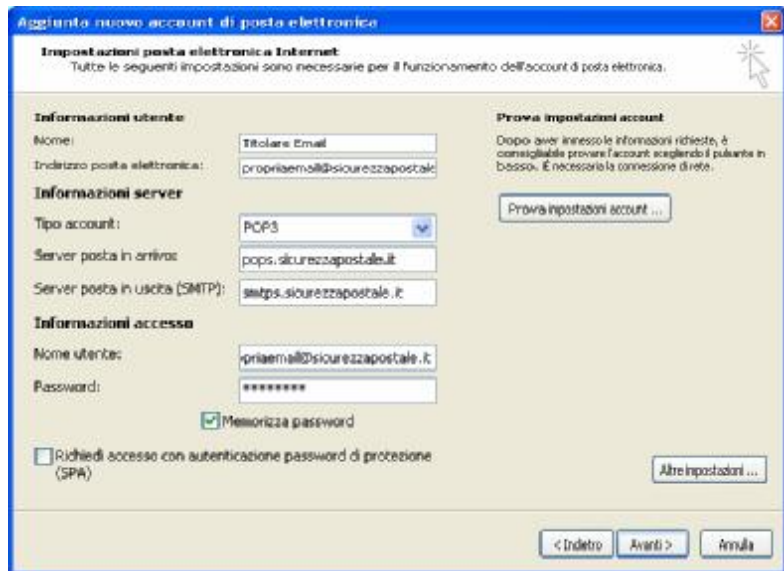 Aggiunta nuovo account di posta elettronica
Impostazioni posta elettronica Internet
Tutte le seguenti impostazioni sono necessarie per il funzionamento dell'account di posta elettronica.
Informazioni utente
Nome:
Titolare Email
Indirizzo posta elettronica:
propriaemail@sicurezzapostale
Informazioni server
Tipo account:
POP3
Server posta in arrivo:
pops.sicurezzapostale.it
Server posta in uscita (SMTP):
smtps.sicurezzapostale.it
Informazioni accesso
Nome utente:
opriaemail@sicurezzapostale.it
Password:
********
Memorizza password
Richiedi accesso con autenticazione password di protezione
(SPA)
Prova impostazioni account
Dopo aver immesso le informazioni richieste, è
consigliabile provare l'account scegliendo il pulsante in
basso. È necessaria la connessione di rete.
Prova impostazioni account ...
Altre impostazioni ...
< Indietro
Avanti >
Annulla